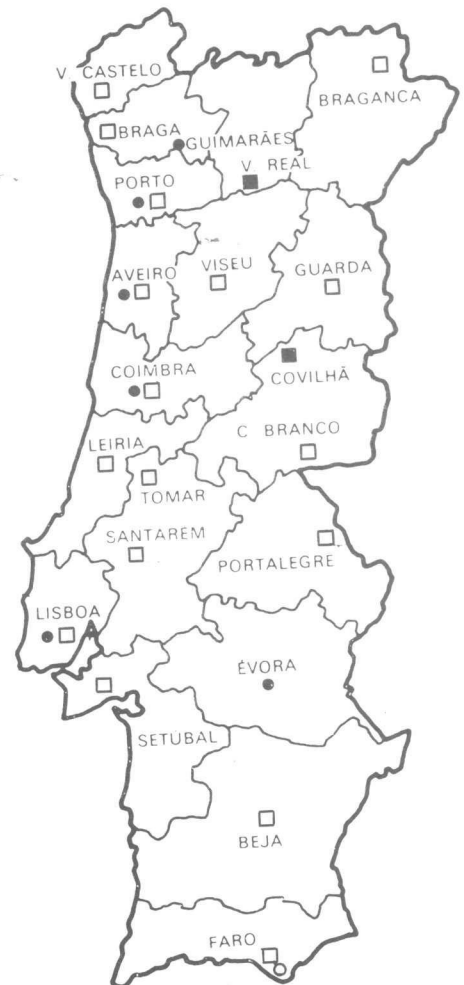 V. CASTELO
BRAGANCA
BRAGA
GUIMARÃES
V. REAL
PORTO
AVEIRO
VISEU
GUARDA
COIMBRA
COVILHÃ
C BRANCO
LEIRIA
TOMAR
SANTAREM
PORTALEGRE
LISBOA
ÉVORA
SETUBAL
BEJA
FARO